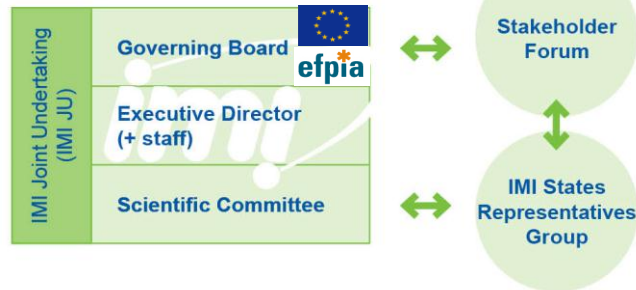 IMI Joint Undertaking
(IMI JU)
Governing Board
efpia
Executive Director
(+ staff)
imi
Scientific Committee
Stakeholder
Forum
IMI States
Representatives
Group